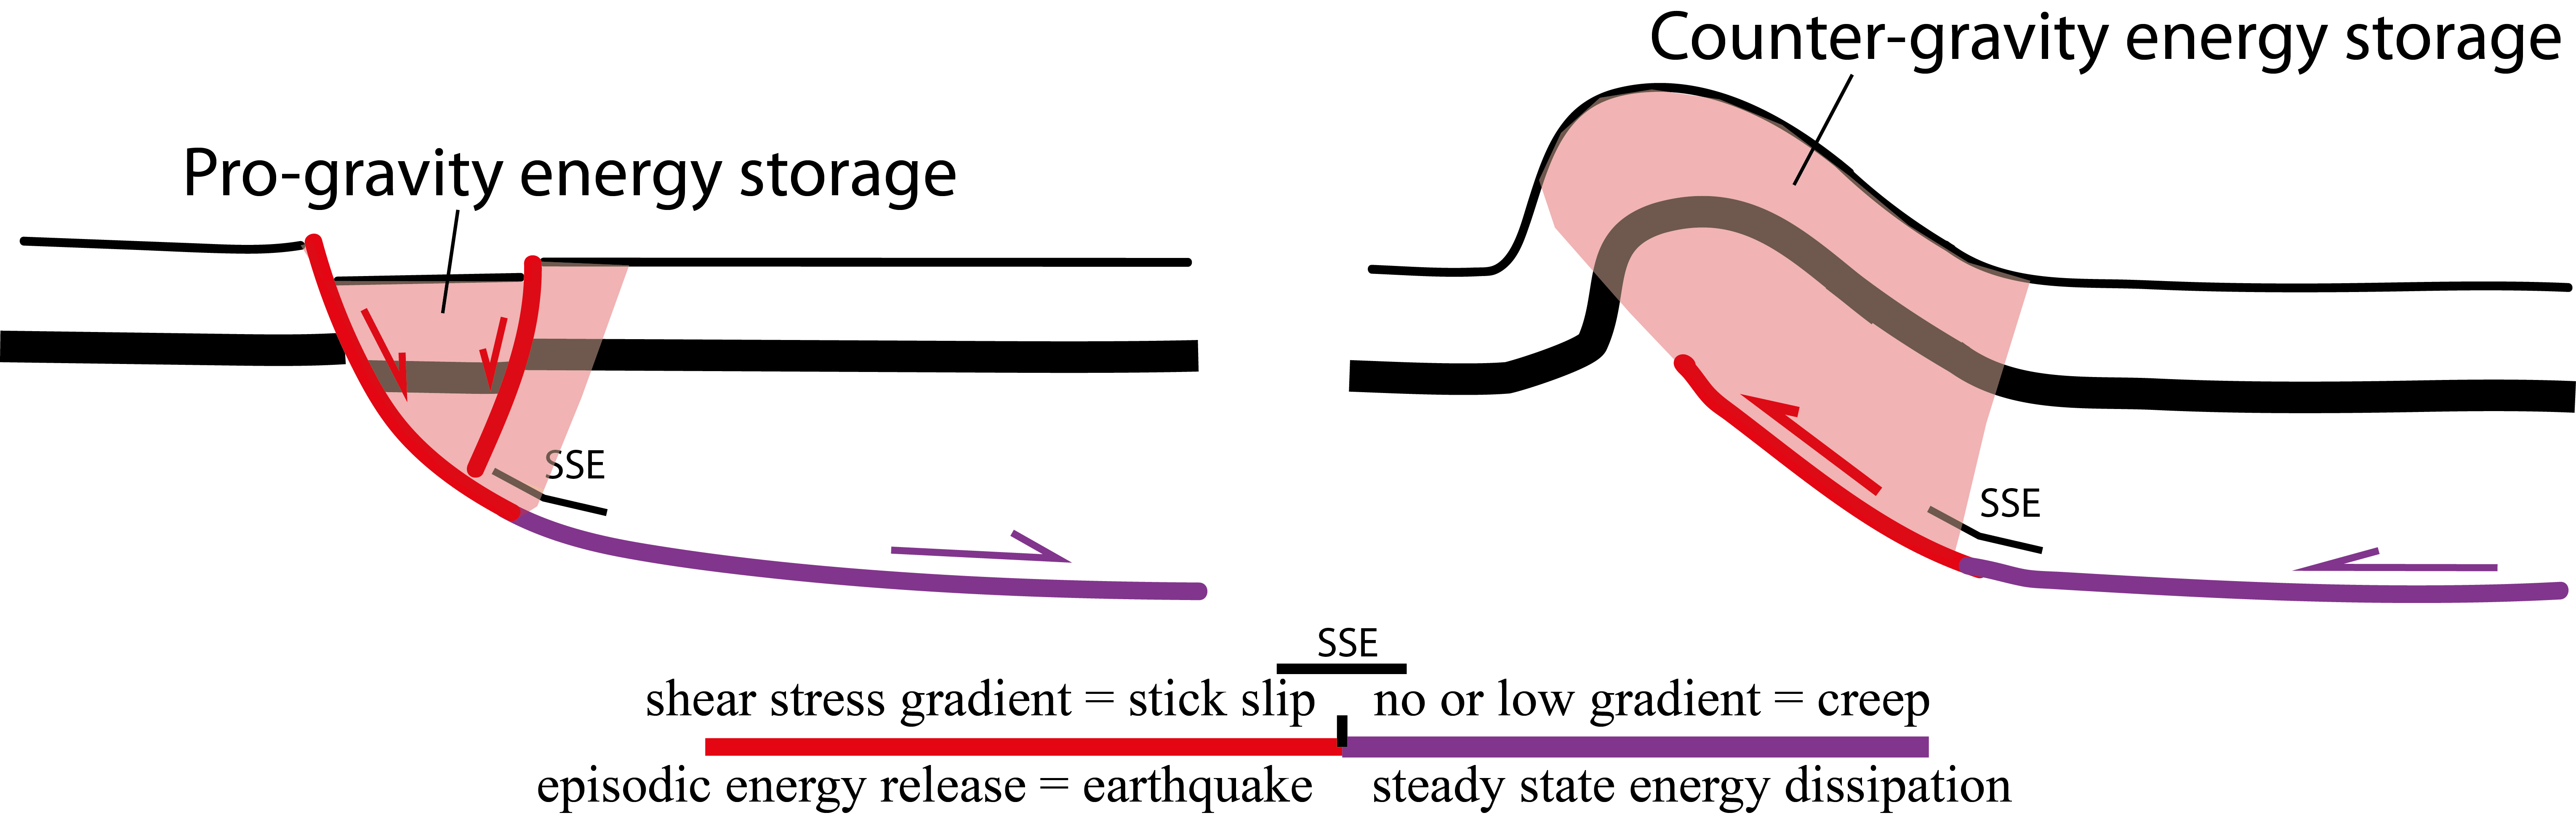 Counter-gravity energy storage
Pro-gravity energy storage
SSE
SSE
SSE
shear stress gradient = stick slip
no or low gradient = creep
episodic energy release = earthquake
steady state energy dissipation